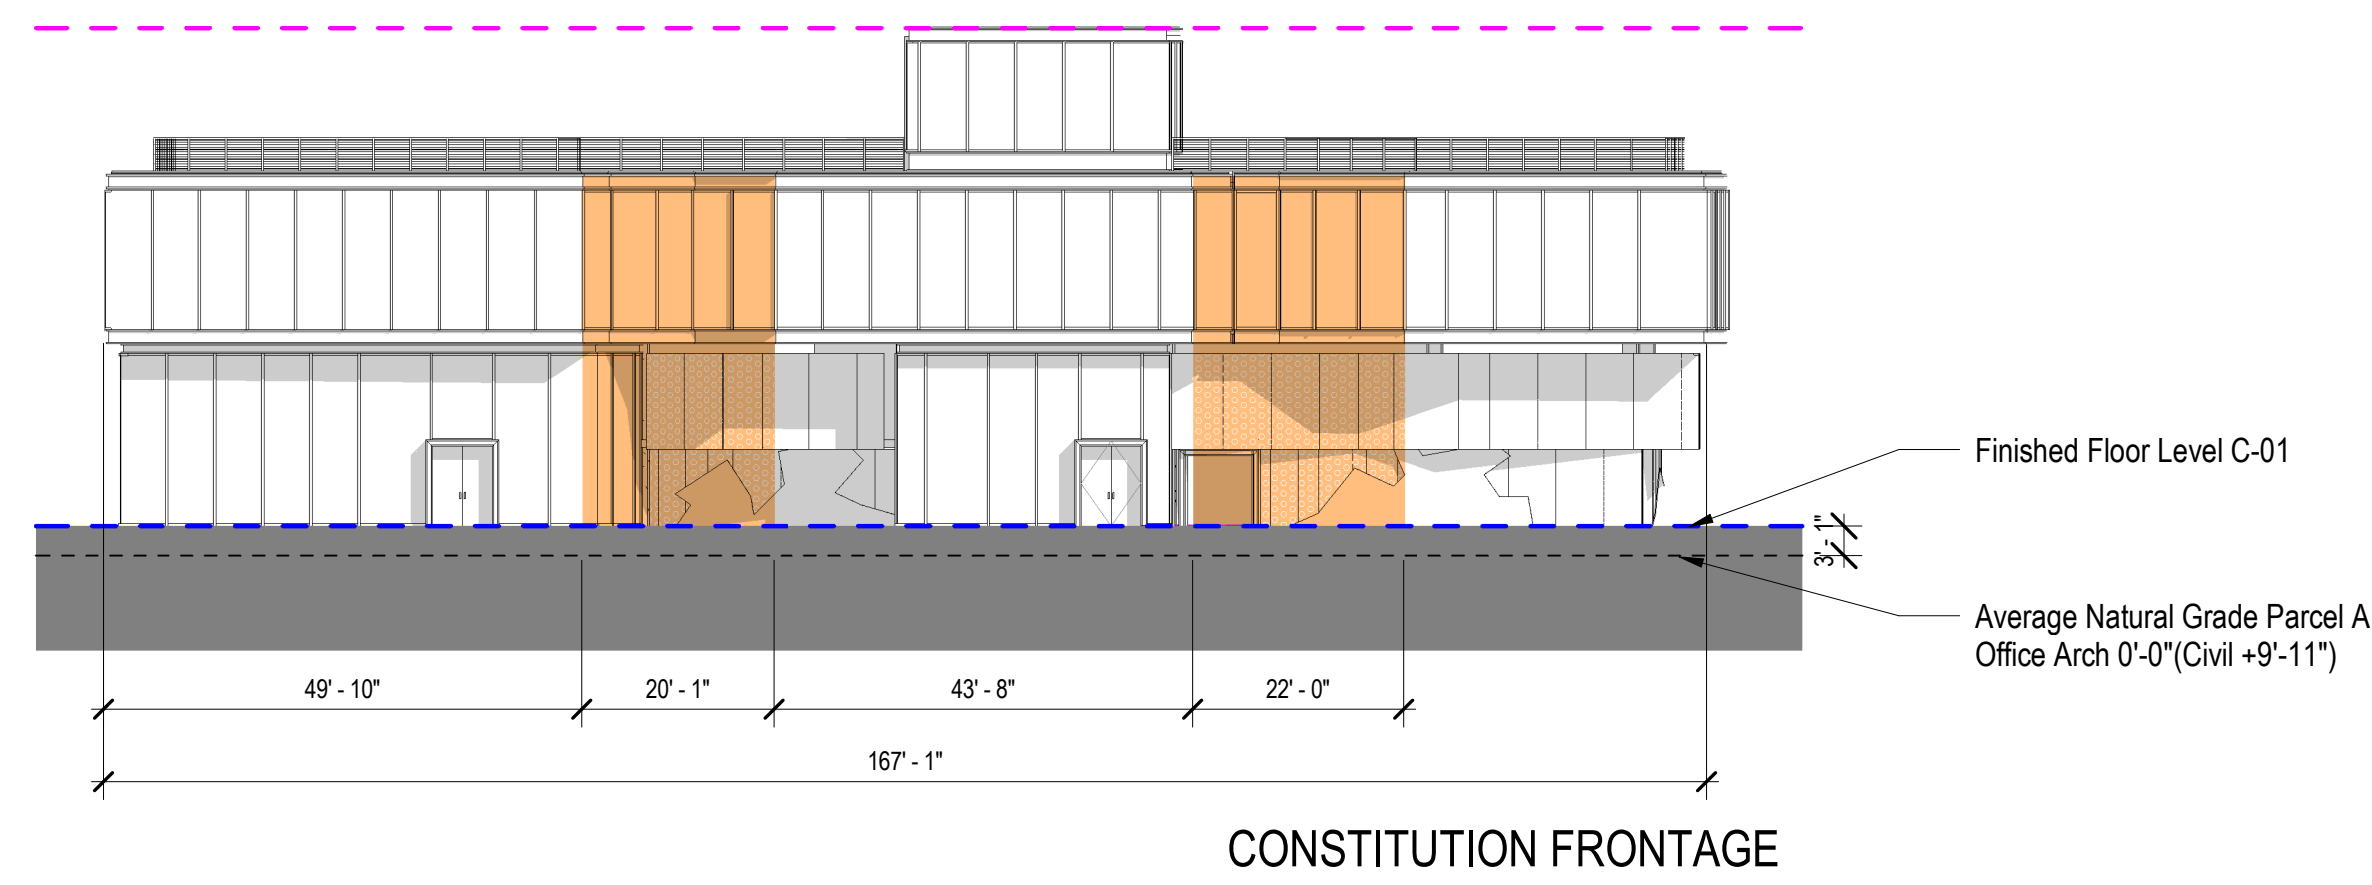 Finished Floor Level C-01
3' - 1"
Average Natural Grade Parcel A
Office Arch 0'-0"(Civil +9'-11")
49' - 10"
20' - 1"
43' - 8"
22' - 0"
167' - 1"
CONSTITUTION FRONTAGE